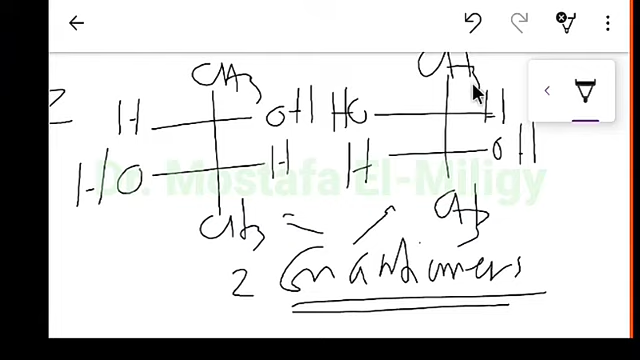 CH3 CH3
2 H OH HO H
HO H H OH
Dr. Mostafa El-Miligy
CH3 CH3
2 Enantiomers